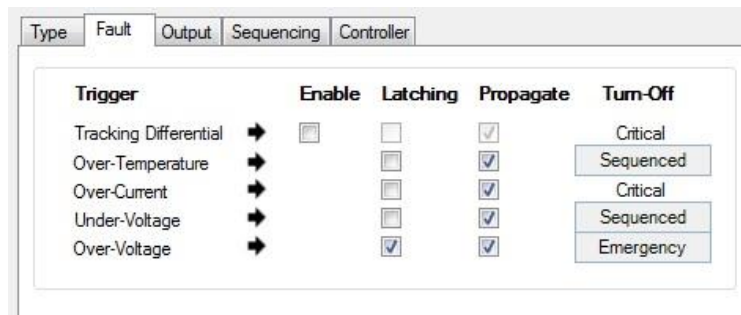 Type Fault Output Sequencing Controller
Trigger Enable Latching Propagate Turn-Off
Tracking Differential Critical
Over-Temperature Sequenced
Over-Current Critical
Under-Voltage Sequenced
Over-Voltage Emergency